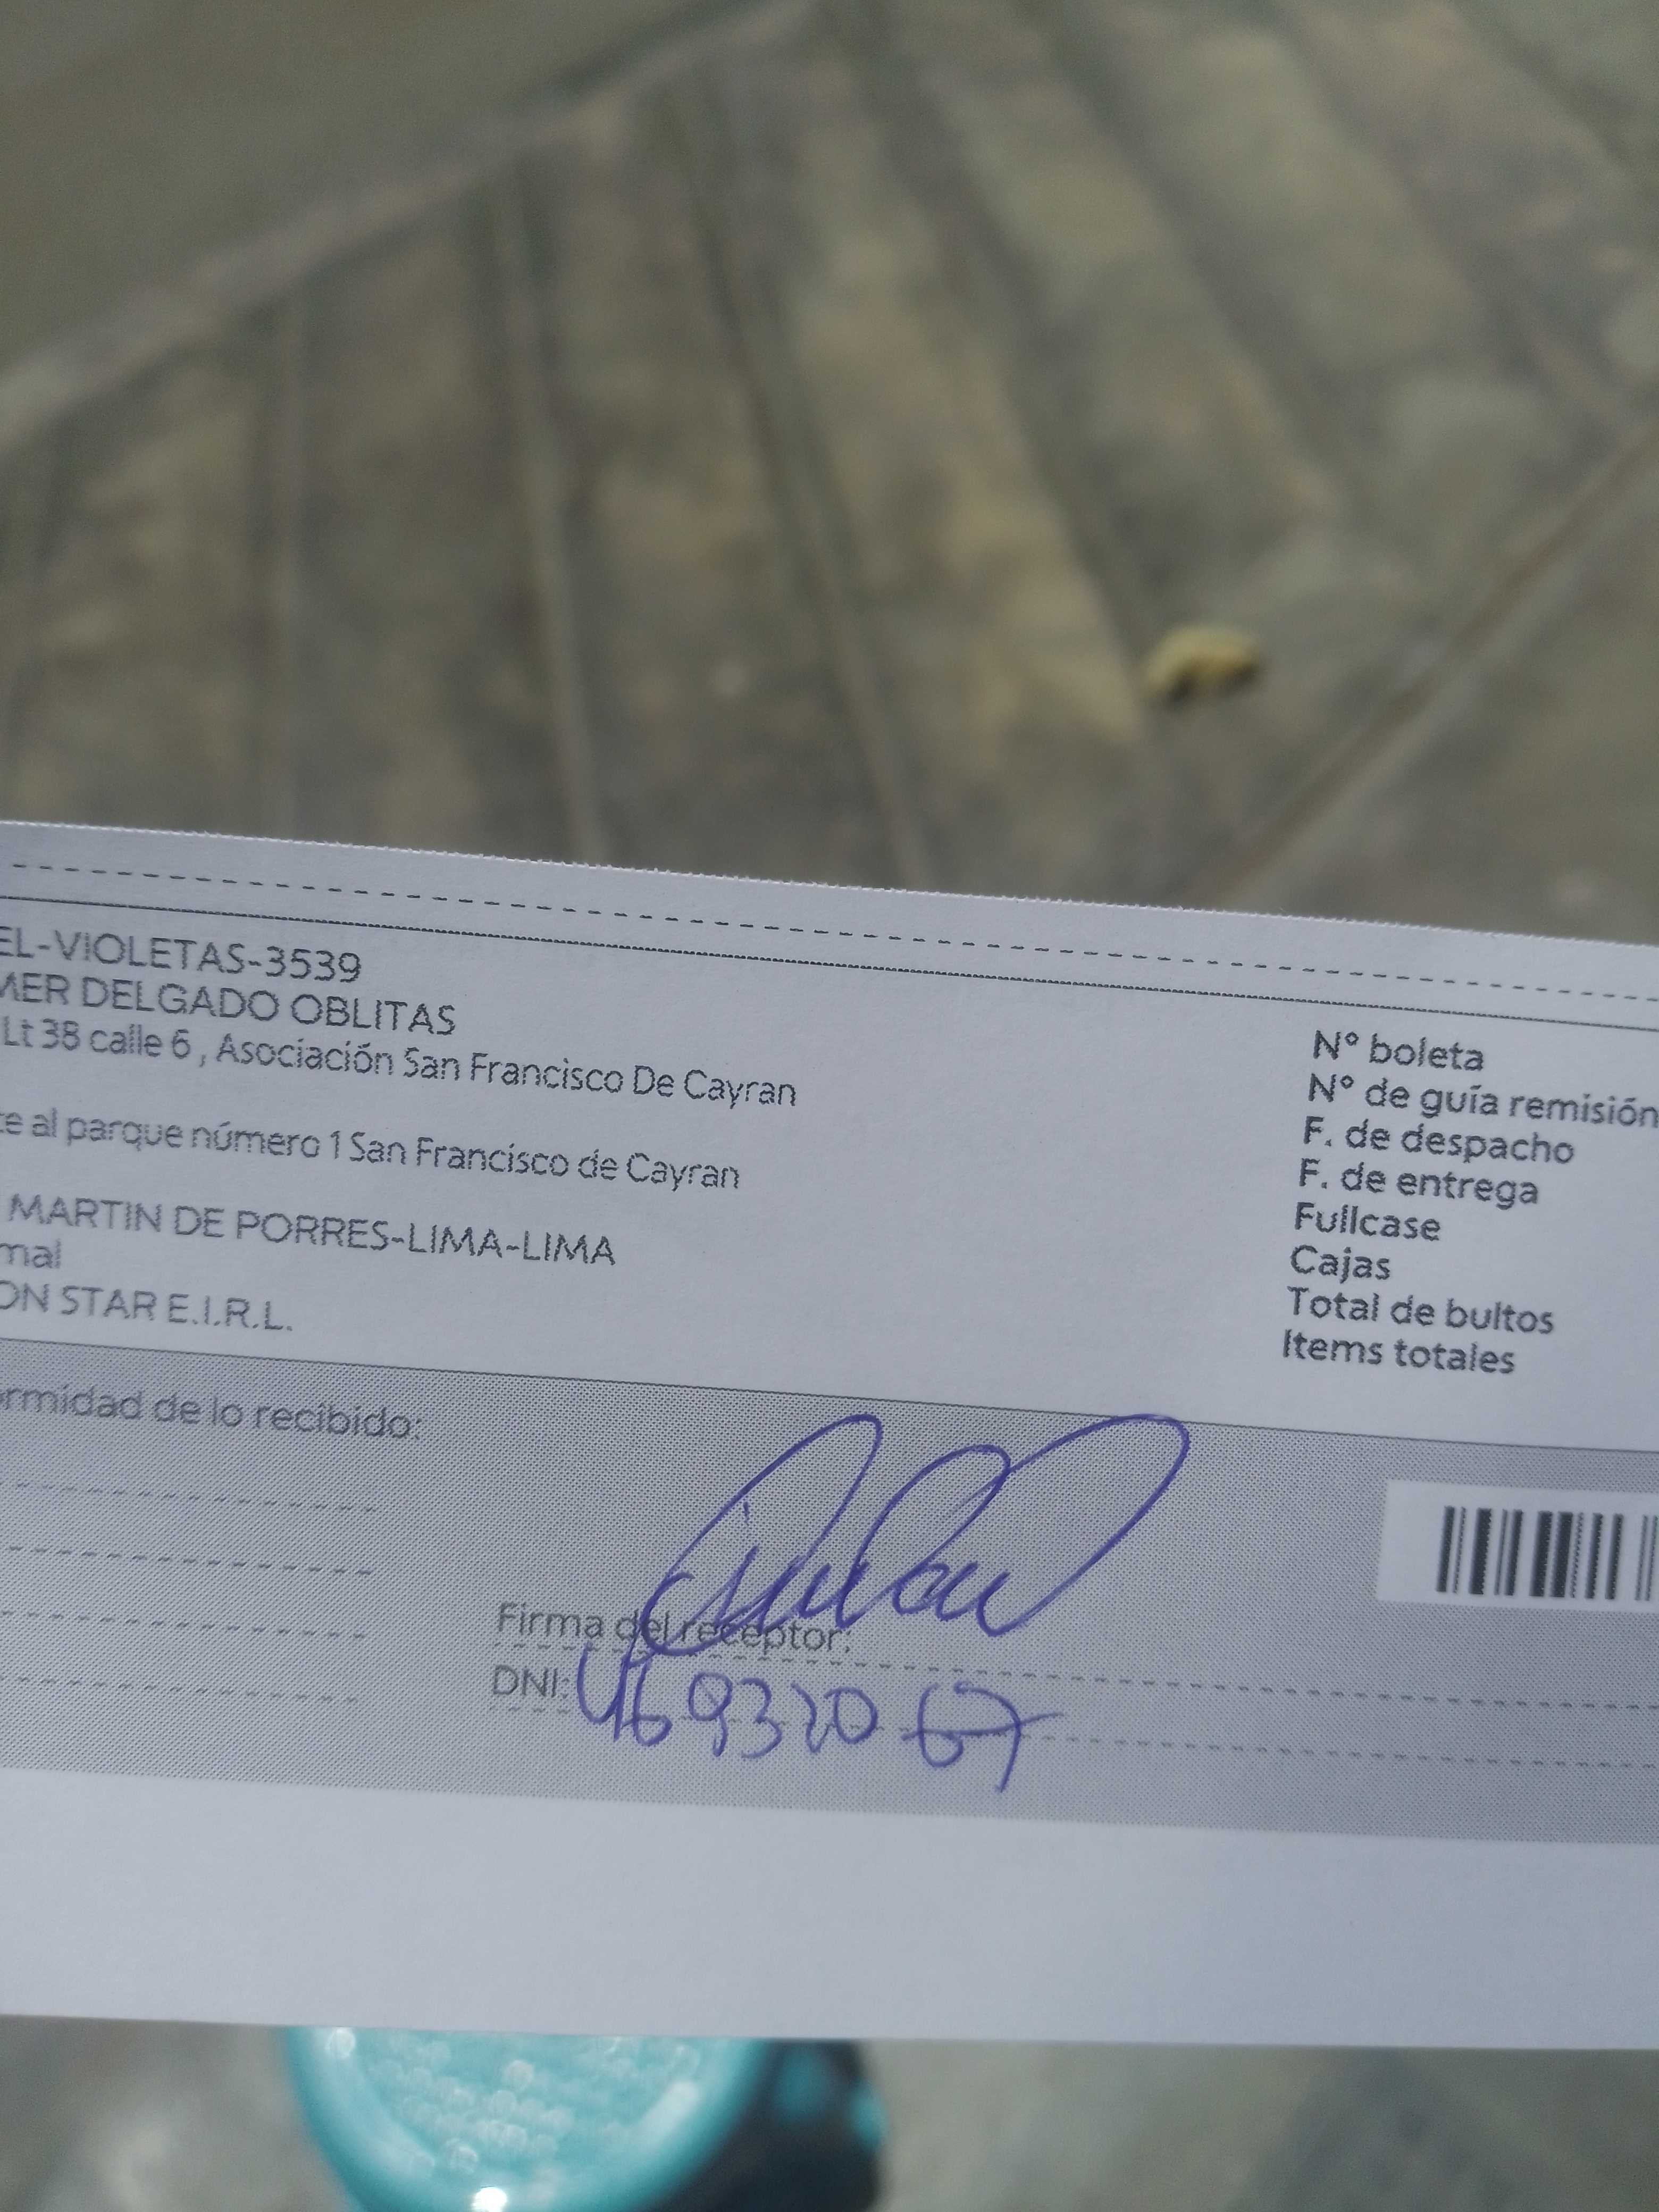 EL-VIOLETAS-3539
MER DELGADO OBLITAS
Lt 38 calle 6 , Asociación San Francisco De Cayran
te al parque número 1 San Francisco de Cayran
MARTIN DE PORRES-LIMA-LIMA
mal
ON STAR E.I.R.L.
N° boleta
N° de guía remisión
F. de despacho
F. de entrega
Fullcase
Cajas
Total de bultos
Items totales
ormidad de lo recibido:
Firma del receptor:
DNI: 46932067